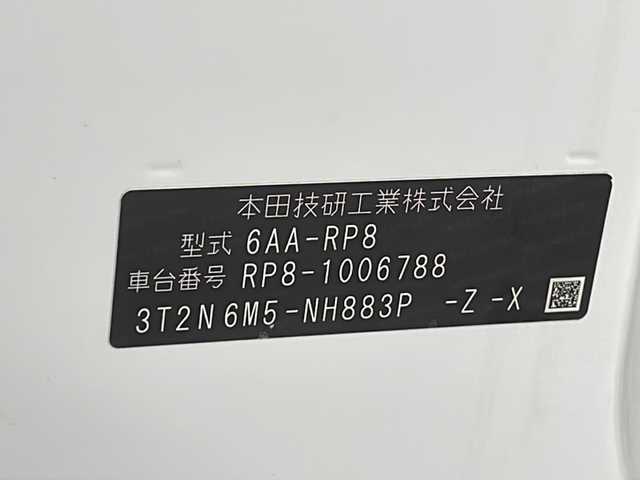 本田技研工業株式会社
型式 6AA-RP8
車台番号 RP8-1006788
3T2N6M5-NH883P -Z -X